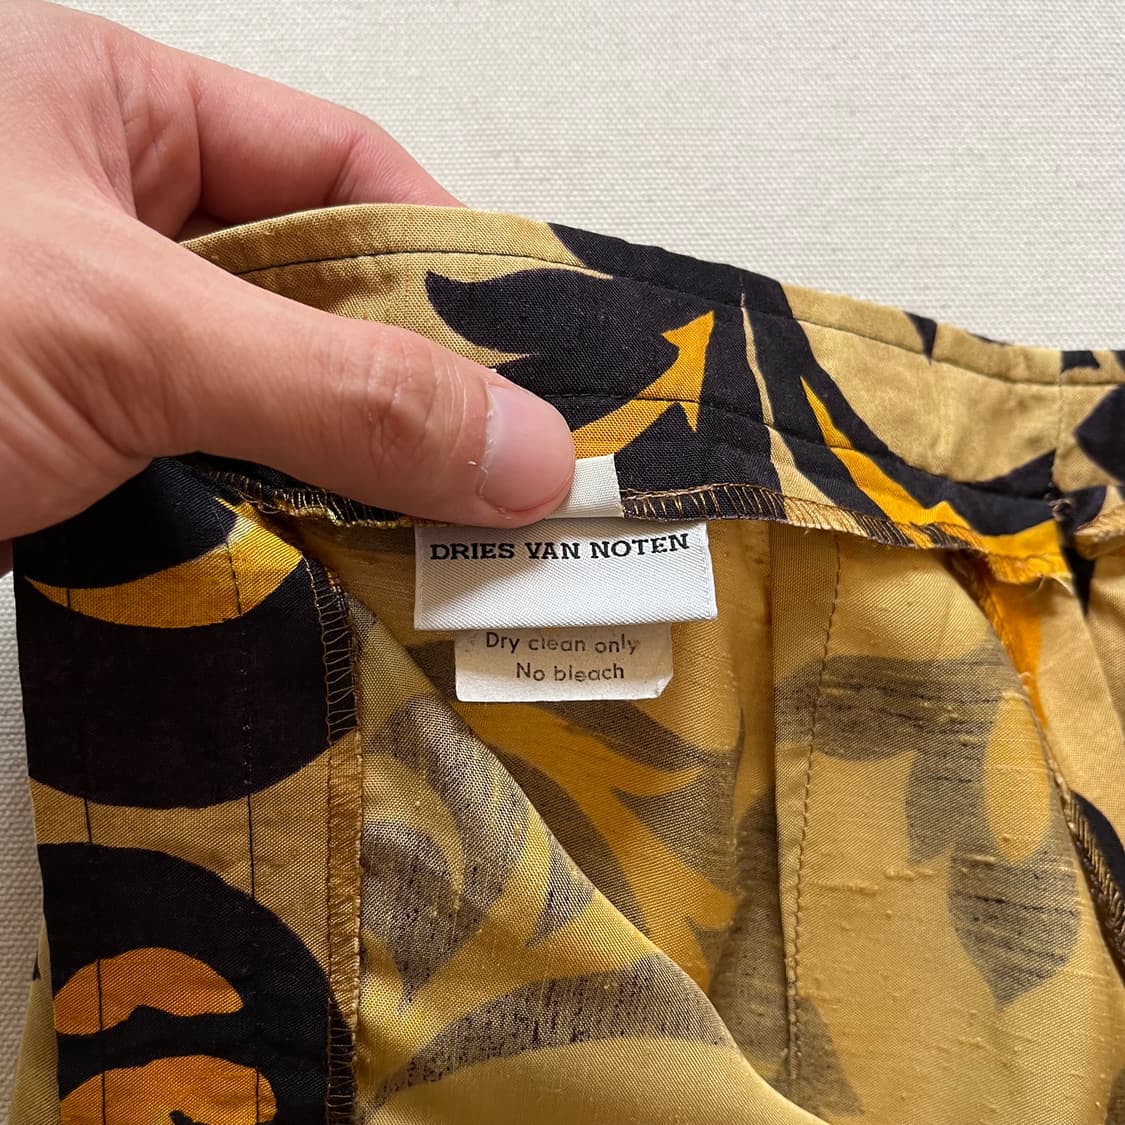 DRIES VAN NOTEN
Dry clean only
No bleach